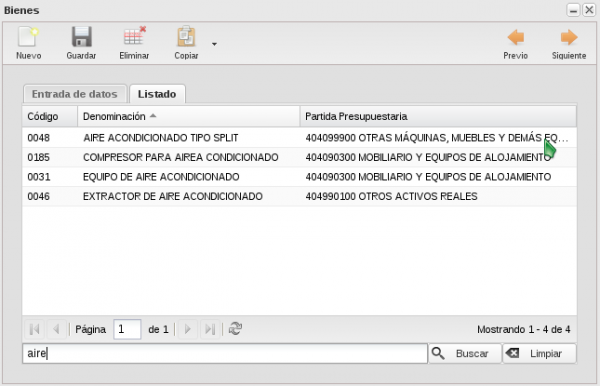 Bienes
Nuevo Guardar Eliminar Copiar Previo Siguiente
Entrada de datos Listado
Código Denominación Partida Presupuestaria
0048 AIRE ACONDICIONADO TIPO SPLIT 404099900 OTRAS MÁQUINAS, MUEBLES Y DEMÁS EQ...
0185 COMPRESOR PARA AIREA CONDICIONADO 404090300 MOBILIARIO Y EQUIPOS DE ALOJAMIENTO
0031 EQUIPO DE AIRE ACONDICIONADO 404090300 MOBILIARIO Y EQUIPOS DE ALOJAMIENTO
0046 EXTRACTOR DE AIRE ACONDICIONADO 404990100 OTROS ACTIVOS REALES
Página 1 de 1 Mostrando 1 - 4 de 4
aire Buscar Limpiar